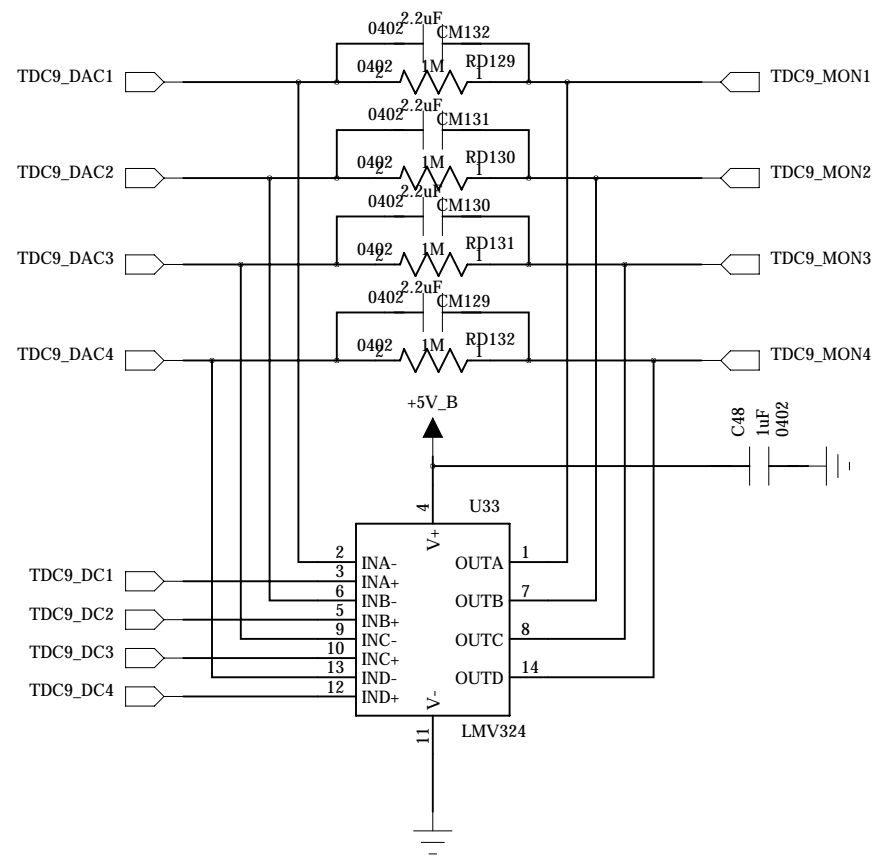 2.2uF
0402 CM132
TDC9_DAC1 0402 2 1M RD129 1 TDC9_MON1
2.2uF
0402 CM131
TDC9_DAC2 0402 2 1M RD130 1 TDC9_MON2
2.2uF
0402 CM130
TDC9_DAC3 0402 2 1M RD131 1 TDC9_MON3
2.2uF
0402 CM129
TDC9_DAC4 0402 2 1M RD132 1 TDC9_MON4
+5V_B
C48
1uF
0402
U33
4
V+
2 INA- OUTA 1
TDC9_DC1 3 INA+
6 INB- OUTB 7
TDC9_DC2 5 INB+
9 INC- OUTC 8
TDC9_DC3 10 INC+
13 IND- OUTD 14
TDC9_DC4 12 IND+
V-
11
LMV324